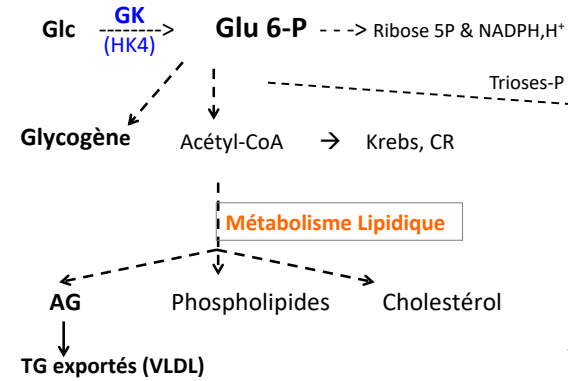 Glc GK Glu 6-P Ribose 5P & NADPH,H⁺
(HK4)
Trioses-P
Glycogène Acétyl-CoA → Krebs, CR
Métabolisme Lipidique
AG Phospholipides Cholestérol
TG exportés (VLDL)